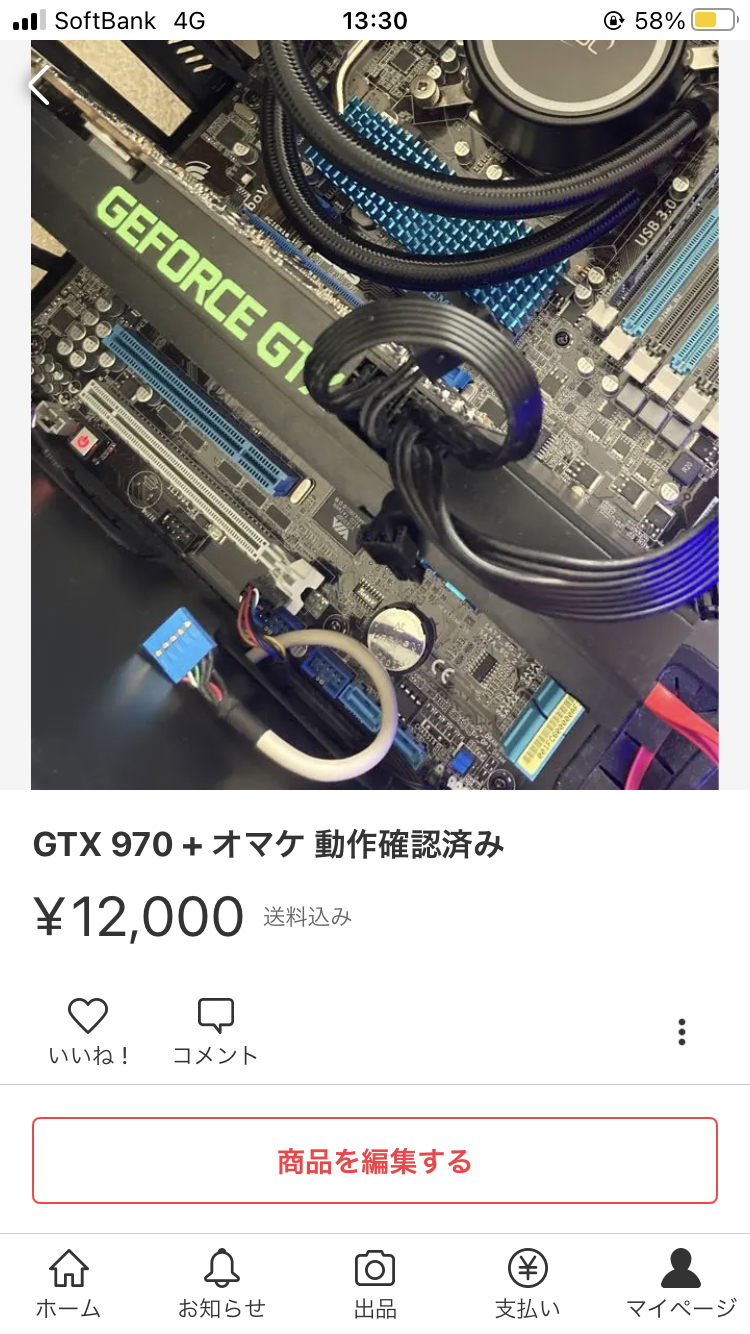 SoftBank 4G 13:30 58%
GEFORCE GTX
USB 3.0
VIA
CE
GTX 970 + オマケ 動作確認済み
¥12,000 送料込み
いいね！ コメント
商品を編集する
ホーム お知らせ 出品 支払い マイページ